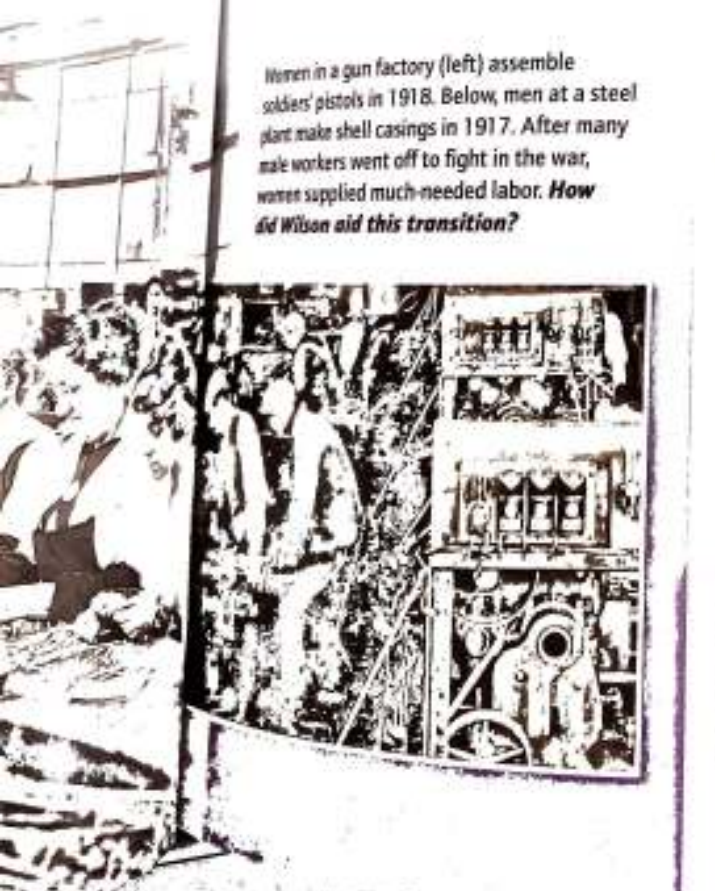 Women in a gun factory (left) assemble
soldiers' pistols in 1918. Below, men at a steel
plant make shell casings in 1917. After many
male workers went off to fight in the war,
women supplied much-needed labor. How
did Wilson aid this transition?